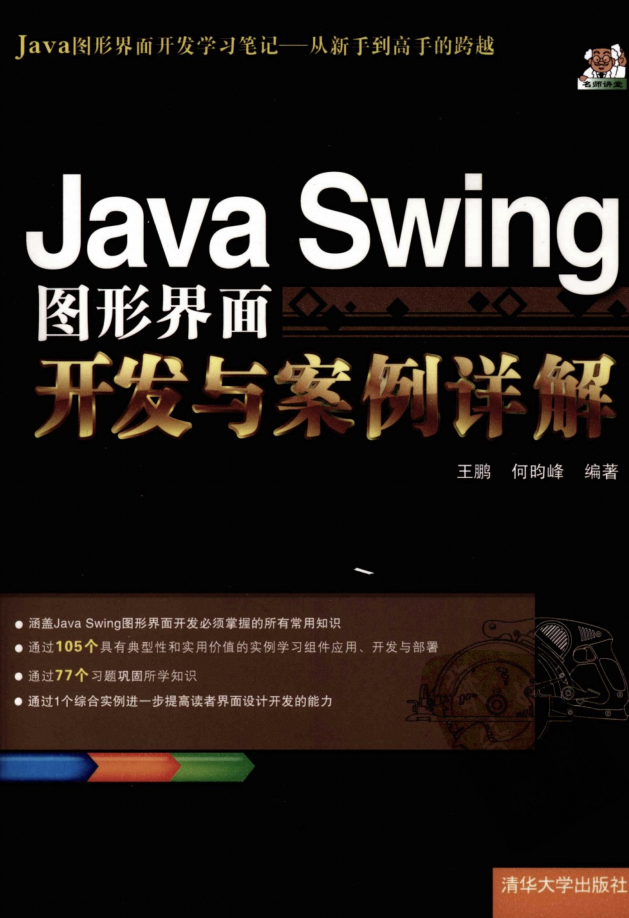 Java图形界面开发学习笔记——从新手到高手的跨越
名师讲堂
Java Swing
图形界面
开发与案例详解
王鹏 何昀峰 编著
涵盖Java Swing图形界面开发必须掌握的所有常用知识
通过105个具有典型性和实用价值的实例学习组件应用、开发与部署
通过77个习题巩固所学知识
通过1个综合实例进一步提高读者界面设计开发的能力
清华大学出版社